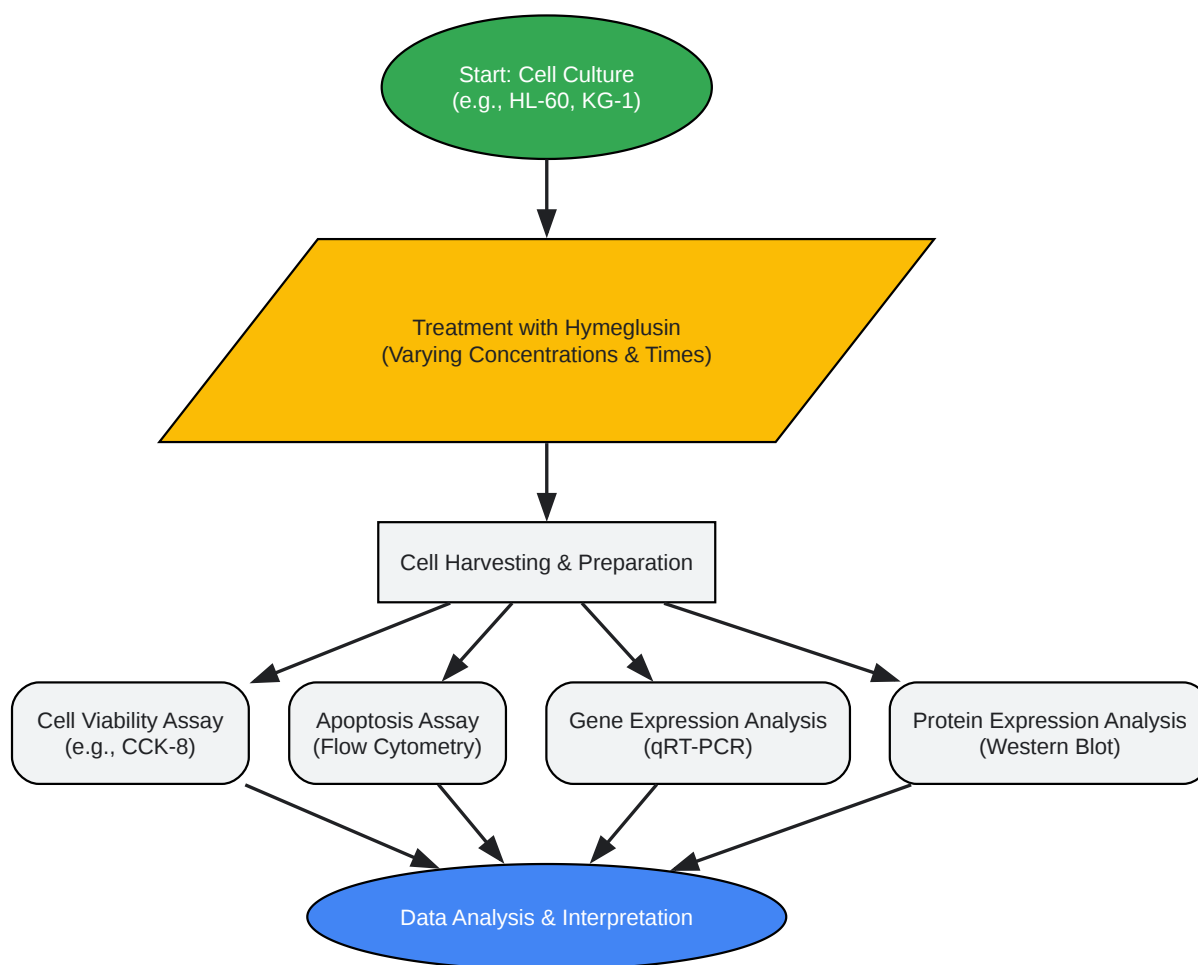 Start: Cell Culture
(e.g., HL-60, KG-1)
Treatment with Hymeglusin
(Varying Concentrations & Times)
Cell Harvesting & Preparation
Cell Viability Assay
(e.g., CCK-8)
Apoptosis Assay
(Flow Cytometry)
Gene Expression Analysis
(qRT-PCR)
Protein Expression Analysis
(Western Blot)
Data Analysis & Interpretation